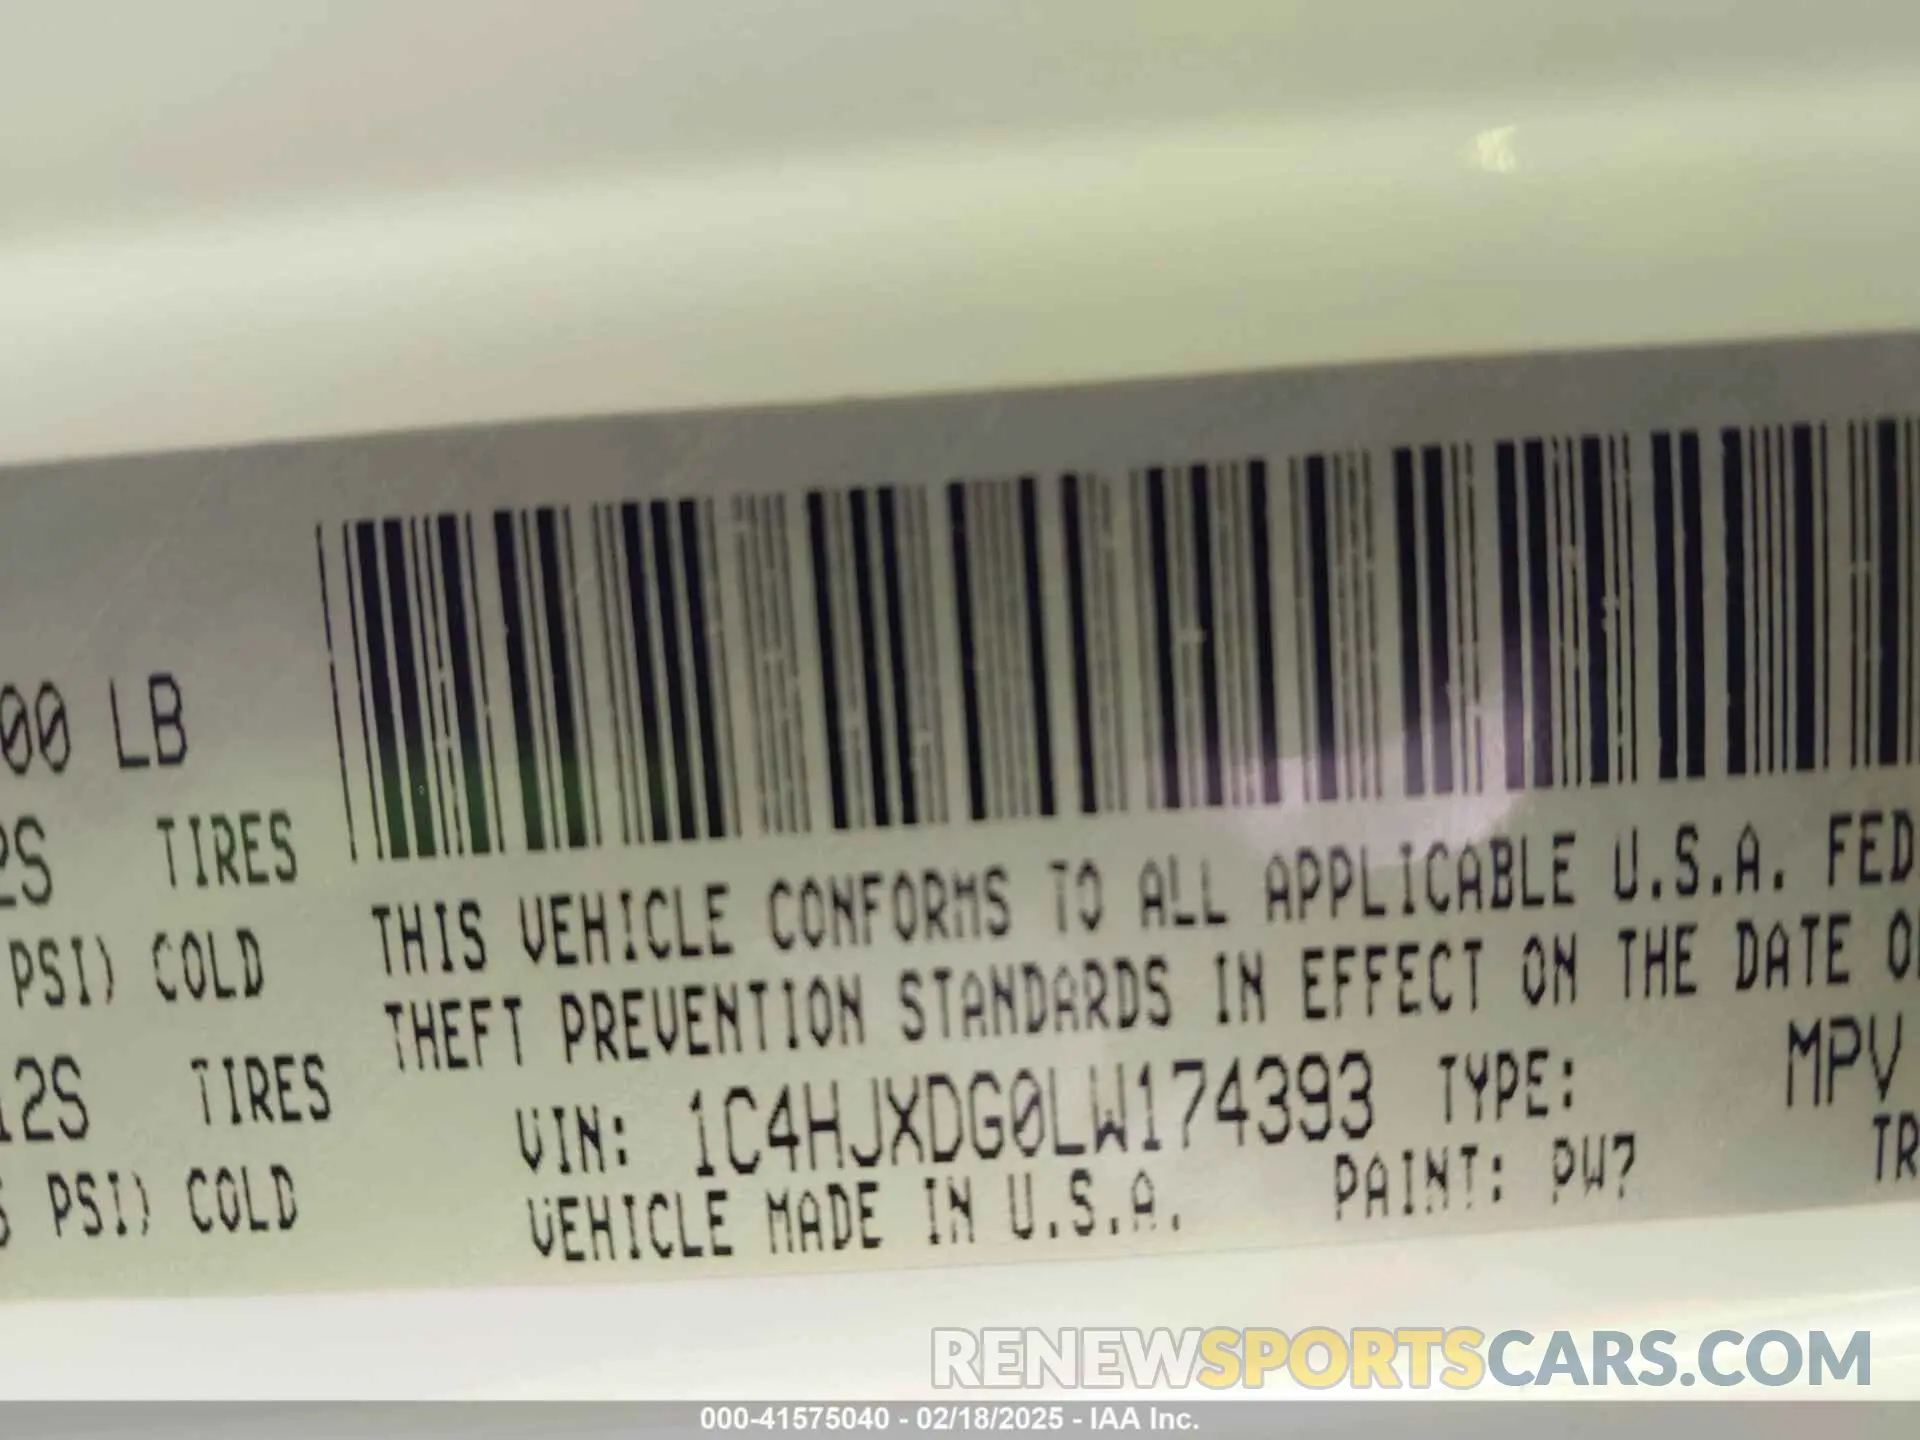 00 LB
2S TIRES
PSI) COLD
12S TIRES
PSI) COLD
THIS VEHICLE CONFORMS TO ALL APPLICABLE U.S.A. FED
THEFT PREVENTION STANDARDS IN EFFECT ON THE DATE O
VIN: 1C4HJXDG0LW174393 TYPE: MPV
VEHICLE MADE IN U.S.A. PAINT: PW7 TR
RENEWSPORTSCARS.COM
000-41575040 - 02/18/2025 - IAA Inc.